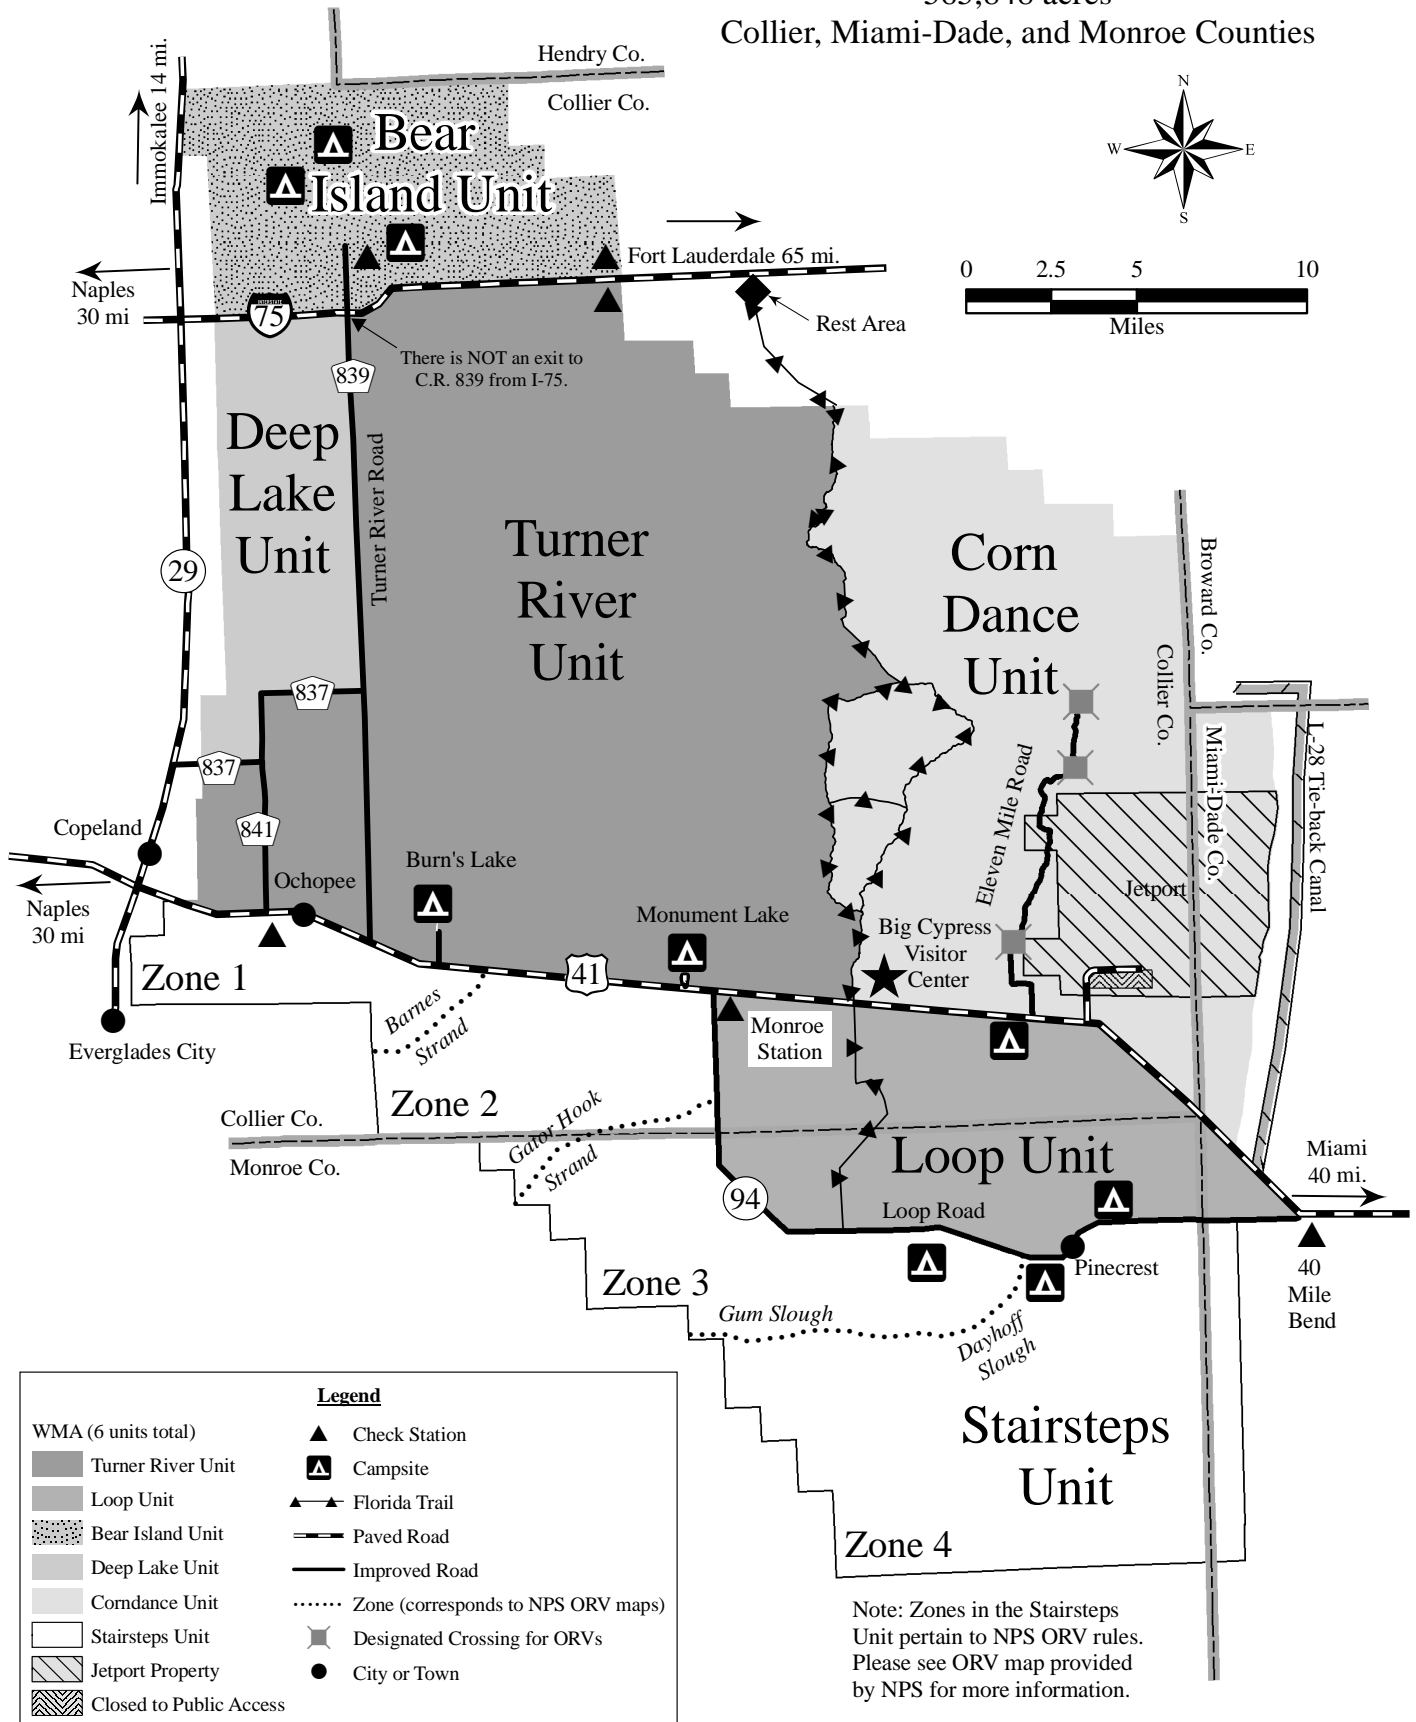 Collier, Miami-Dade, and Monroe Counties
Hendry Co.
Collier Co.
Immokalee 14 mi.
Bear
Island Unit
N
W
E
S
Fort Lauderdale 65 mi.
Naples
30 mi
INTERSTATE
75
Rest Area
0
2.5
5
10
Miles
There is NOT an exit to
C.R. 839 from I-75.
839
Turner River Road
Deep
Lake
Unit
29
Turner
River
Unit
Corn
Dance
Unit
Broward Co.
Collier Co.
Miami-Dade Co.
L-28 Tie-back Canal
837
837
841
Copeland
Ochopee
Naples
30 mi
Burn's Lake
Monument Lake
Eleven Mile Road
Jetport
Big Cypress
Visitor
Center
41
Zone 1
Everglades City
Barnes
Strand
Monroe
Station
Zone 2
Collier Co.
Monroe Co.
Gator Hook
Strand
Loop Unit
Miami
40 mi.
94
Loop Road
Pinecrest
40
Mile
Bend
Zone 3
Gum Slough
Dayhoff
Slough
Stairsteps
Unit
Zone 4
Legend
WMA (6 units total)
Turner River Unit
Loop Unit
Bear Island Unit
Deep Lake Unit
Corndance Unit
Stairsteps Unit
Jetport Property
Closed to Public Access
Check Station
Campsite
Florida Trail
Paved Road
Improved Road
Zone (corresponds to NPS ORV maps)
Designated Crossing for ORVs
City or Town
Note: Zones in the Stairsteps
Unit pertain to NPS ORV rules.
Please see ORV map provided
by NPS for more information.